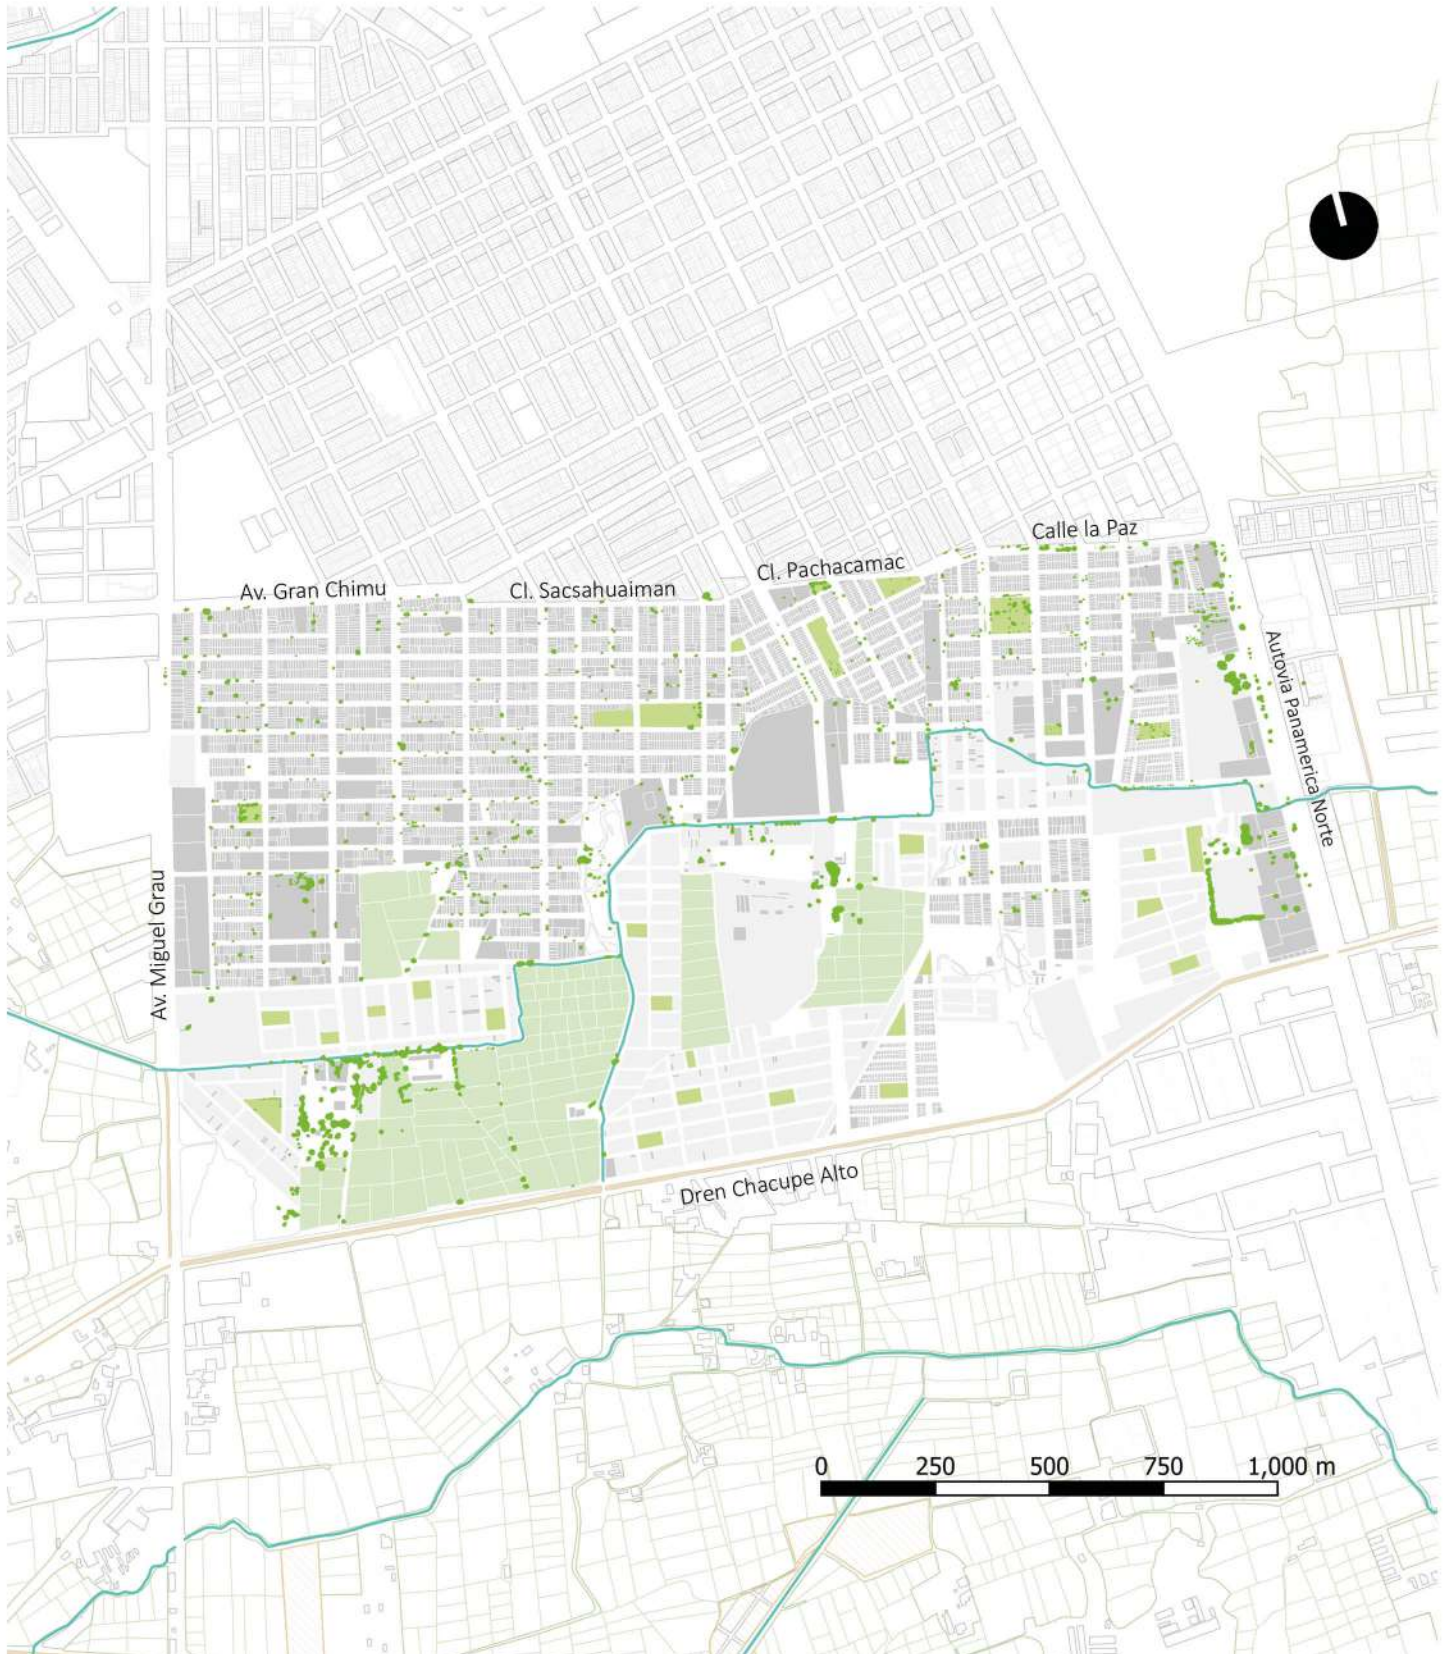 Calle la Paz
Cl. Pachacamac
Av. Gran Chimu
Cl. Sacsahuaiman
Autovia Panamerica Norte
Av. Miguel Grau
Dren Chacupe Alto
0 250 500 750 1,000 m